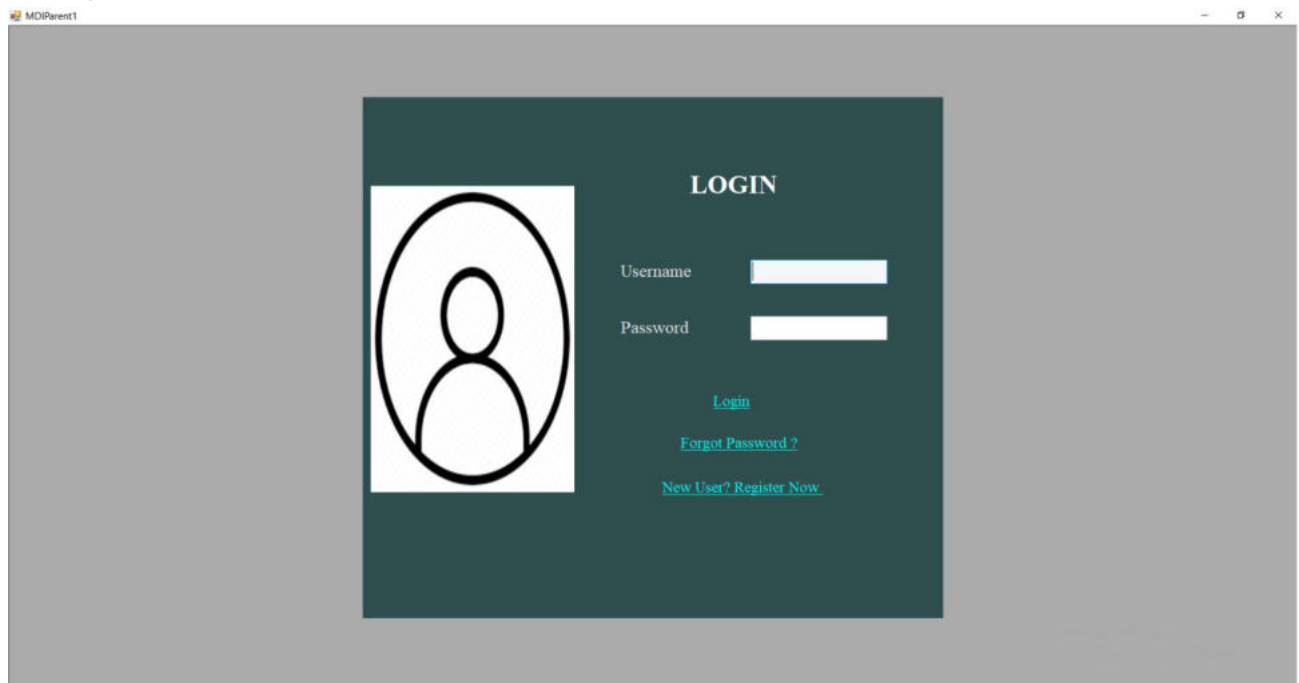 MDIParent1
LOGIN
Username
Password
Login
Forgot Password ?
New User? Register Now